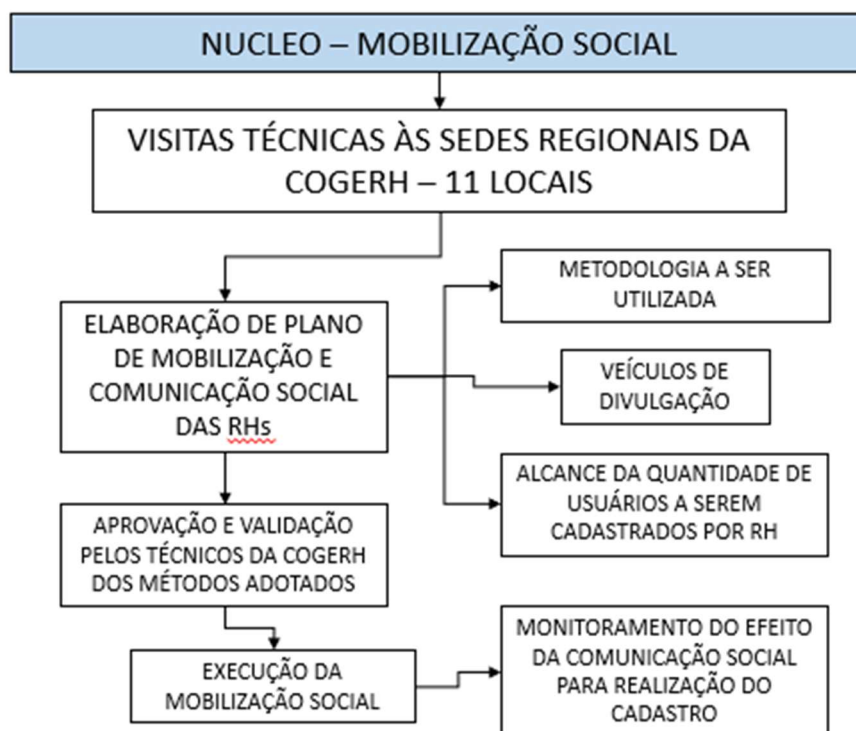 NUCLEO – MOBILIZAÇÃO SOCIAL
VISITAS TÉCNICAS ÀS SEDES REGIONAIS DA
COGERH – 11 LOCAIS
ELABORAÇÃO DE PLANO
DE MOBILIZAÇÃO E
COMUNICAÇÃO SOCIAL
DAS RHs
METODOLOGIA A SER
UTILIZADA
VEÍCULOS DE
DIVULGAÇÃO
ALCANCE DA QUANTIDADE DE
USUÁRIOS A SEREM
CADASTRADOS POR RH
APROVAÇÃO E VALIDAÇÃO
PELOS TÉCNICOS DA COGERH
DOS MÉTODOS ADOTADOS
EXECUÇÃO DA
MOBILIZAÇÃO SOCIAL
MONITORAMENTO DO EFEITO
DA COMUNICAÇÃO SOCIAL
PARA REALIZAÇÃO DO
CADASTRO